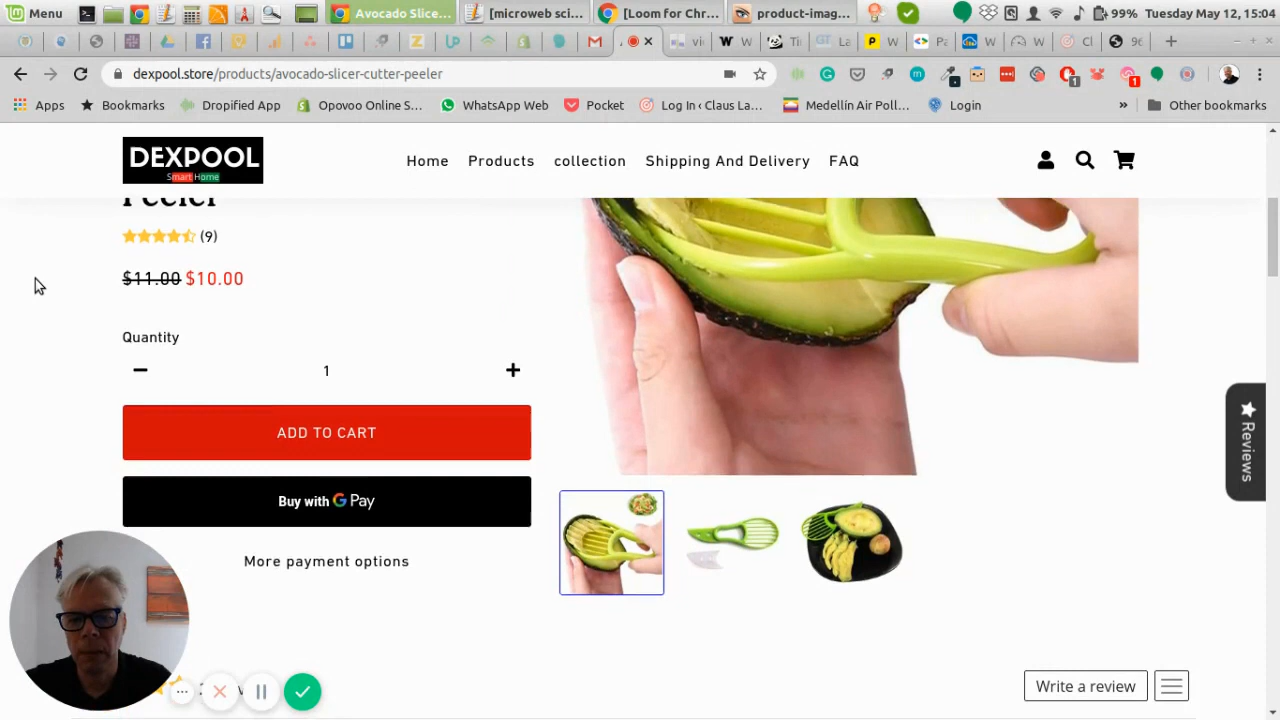 Menu
Avocado Slice...
[microweb sci...
[Loom for Chr...
product-imag...
99% Tuesday May 12, 15:04
dexpool.store/products/avocado-slicer-cutter-peeler
Apps Bookmarks Dropified App Opovoo Online S... WhatsApp Web Pocket Log In ‹ Claus La... Medellín Air Poll... Login » Other bookmarks
DEXPOOL
Smart Home
Home Products collection Shipping And Delivery FAQ
Peeler
(9)
$11.00 $10.00
Quantity
1
ADD TO CART
Buy with G Pay
More payment options
Reviews
Write a review